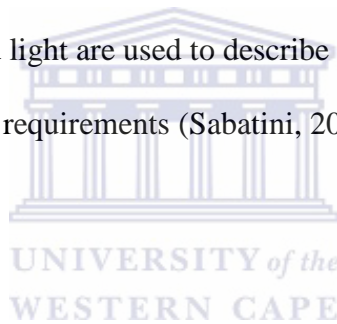 light are used to describe
requirements (Sabatini, 20
UNIVERSITY of the
WESTERN CAPE